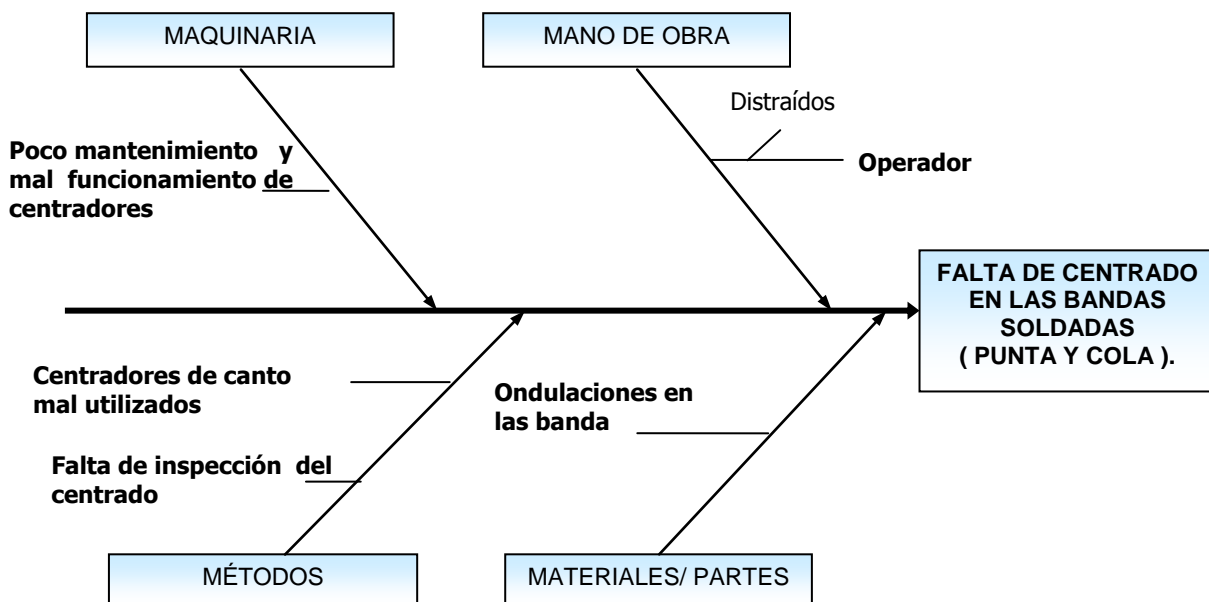 MAQUINARIA
MANO DE OBRA
Distraídos
Operador
Poco mantenimiento y
mal funcionamiento de
centradores
FALTA DE CENTRADO
EN LAS BANDAS
SOLDADAS
( PUNTA Y COLA ).
Centradores de canto
mal utilizados
Ondulaciones en
las banda
Falta de inspección del
centrado
MÉTODOS
MATERIALES/ PARTES